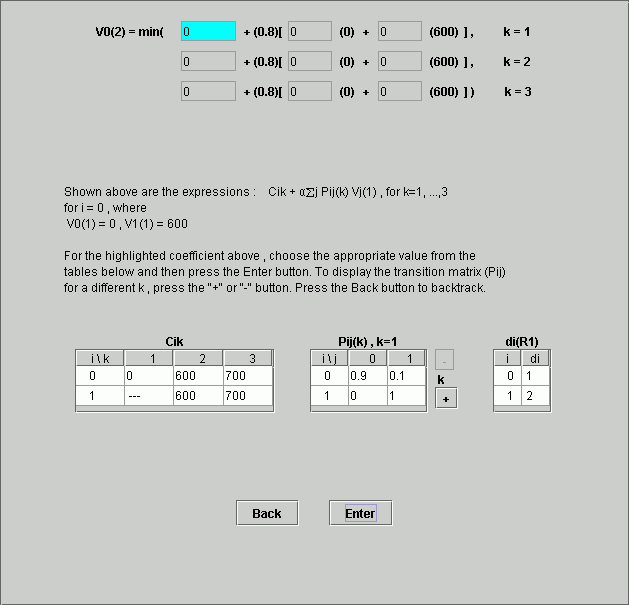 V0(2) = min( 0 + (0.8)[ 0 (0) + 0 (600) ] , k = 1
0 + (0.8)[ 0 (0) + 0 (600) ] , k = 2
0 + (0.8)[ 0 (0) + 0 (600) ] ) k = 3
Shown above are the expressions : Cik + αΣj Pij(k) Vj(1) , for k=1, ...,3
for i = 0 , where
V0(1) = 0 , V1(1) = 600
For the highlighted coefficient above , choose the appropriate value from the
tables below and then press the Enter button. To display the transition matrix (Pij)
for a different k , press the "+" or "-" button. Press the Back button to backtrack.
Cik Pij(k) , k=1 di(R1)
i \ k 1 2 3 i \ j 0 1 - i di
0 0 600 700 0 0.9 0.1 k 0 1
1 --- 600 700 1 0 1 + 1 2
Back Enter